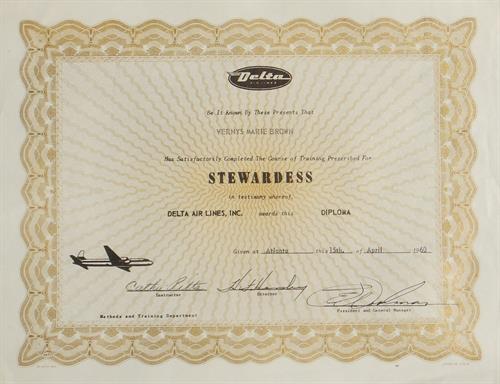 Delta
AIR LINES
Be It Known By These Presents That
VERNYS MARIE BROWN
Has Satisfactorily Completed The Course of Training Prescribed For
STEWARDESS
in testimony whereof,
DELTA AIR LINES, INC. awards this DIPLOMA
Given at Atlanta this 15th. of April 1960
Instructor Director
President and General Manager
Methods and Training Department